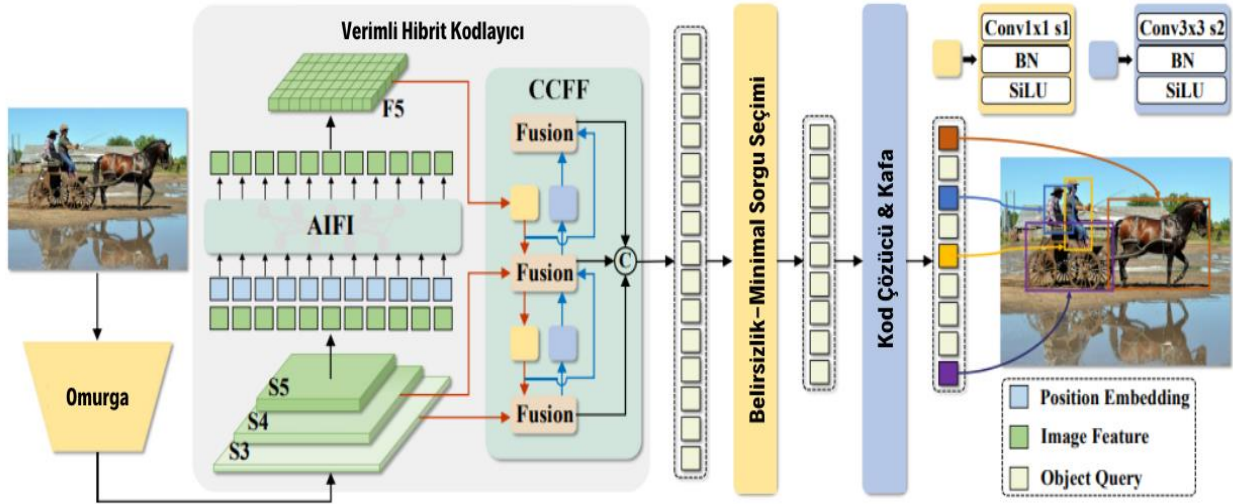 Verimli Hibrit Kodlayıcı
F5
CCFF
Fusion
AIFI
Fusion
C
S5
S4
S3
Fusion
Omurga
Belirsizlik–Minimal Sorgu Seçimi
Kod Çözücü & Kafa
Conv1x1 s1
BN
SiLU
Conv3x3 s2
BN
SiLU
Position Embedding
Image Feature
Object Query